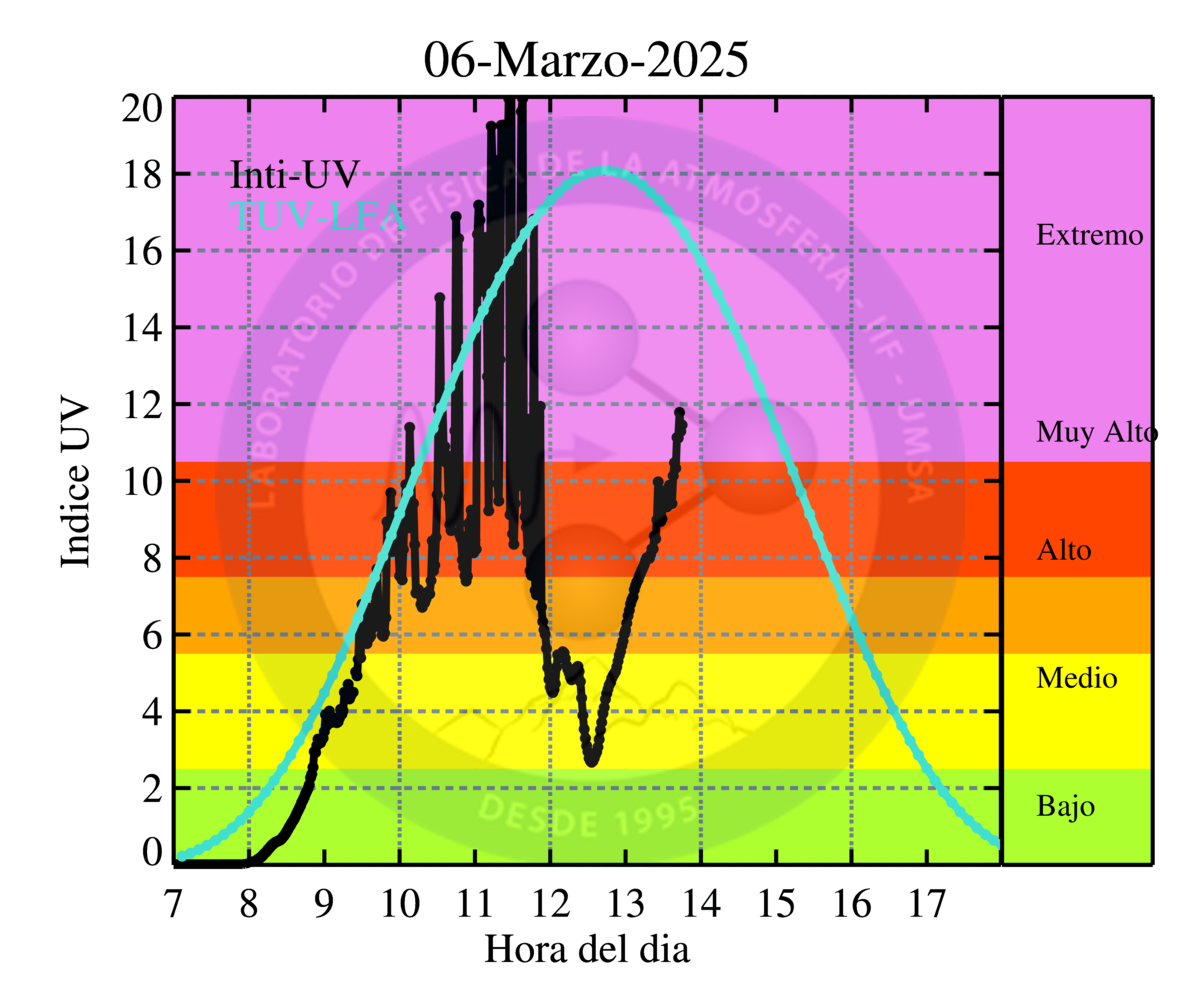 06-Marzo-2025
20
18
16
14
12
10
8
6
4
2
0
Indice UV
Inti-UV
TUV-LFA
LABORATORIO DE FÍSICA DE LA ATMÓSFERA - IIF - UMSA
DESDE 1995
Extremo
Muy Alto
Alto
Medio
Bajo
7 8 9 10 11 12 13 14 15 16 17
Hora del dia